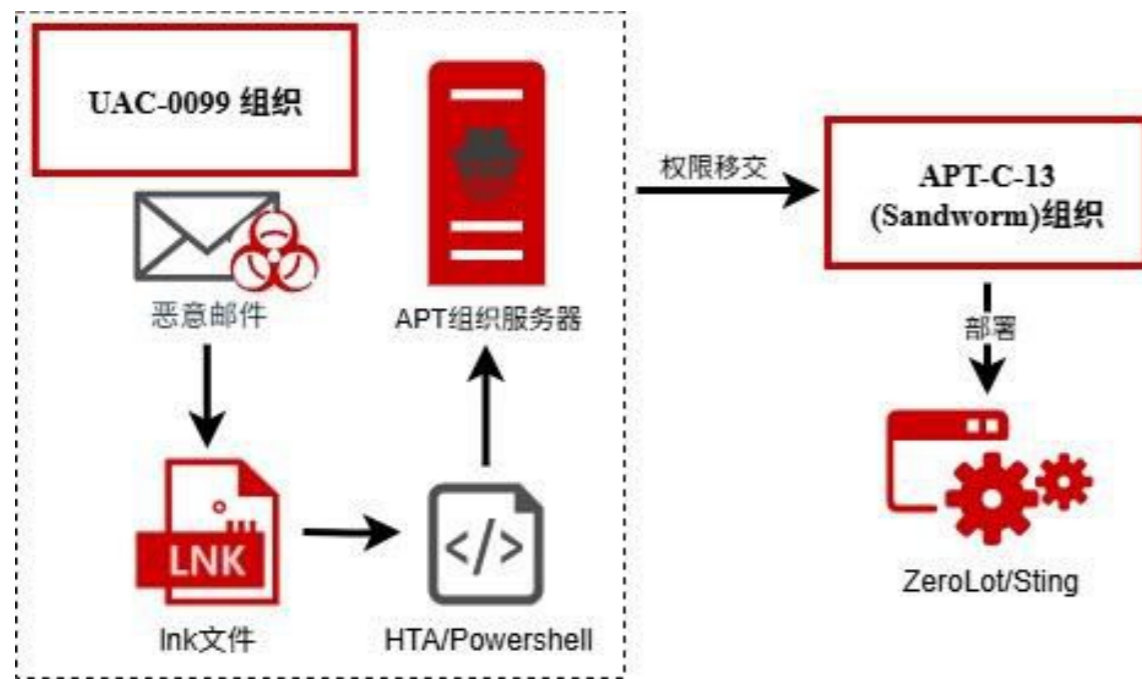 UAC-0099 组织
恶意邮件
APT组织服务器
LNK
lnk文件
</>
HTA/Powershell
权限移交
APT-C-13
(Sandworm)组织
部署
ZeroLot/Sting